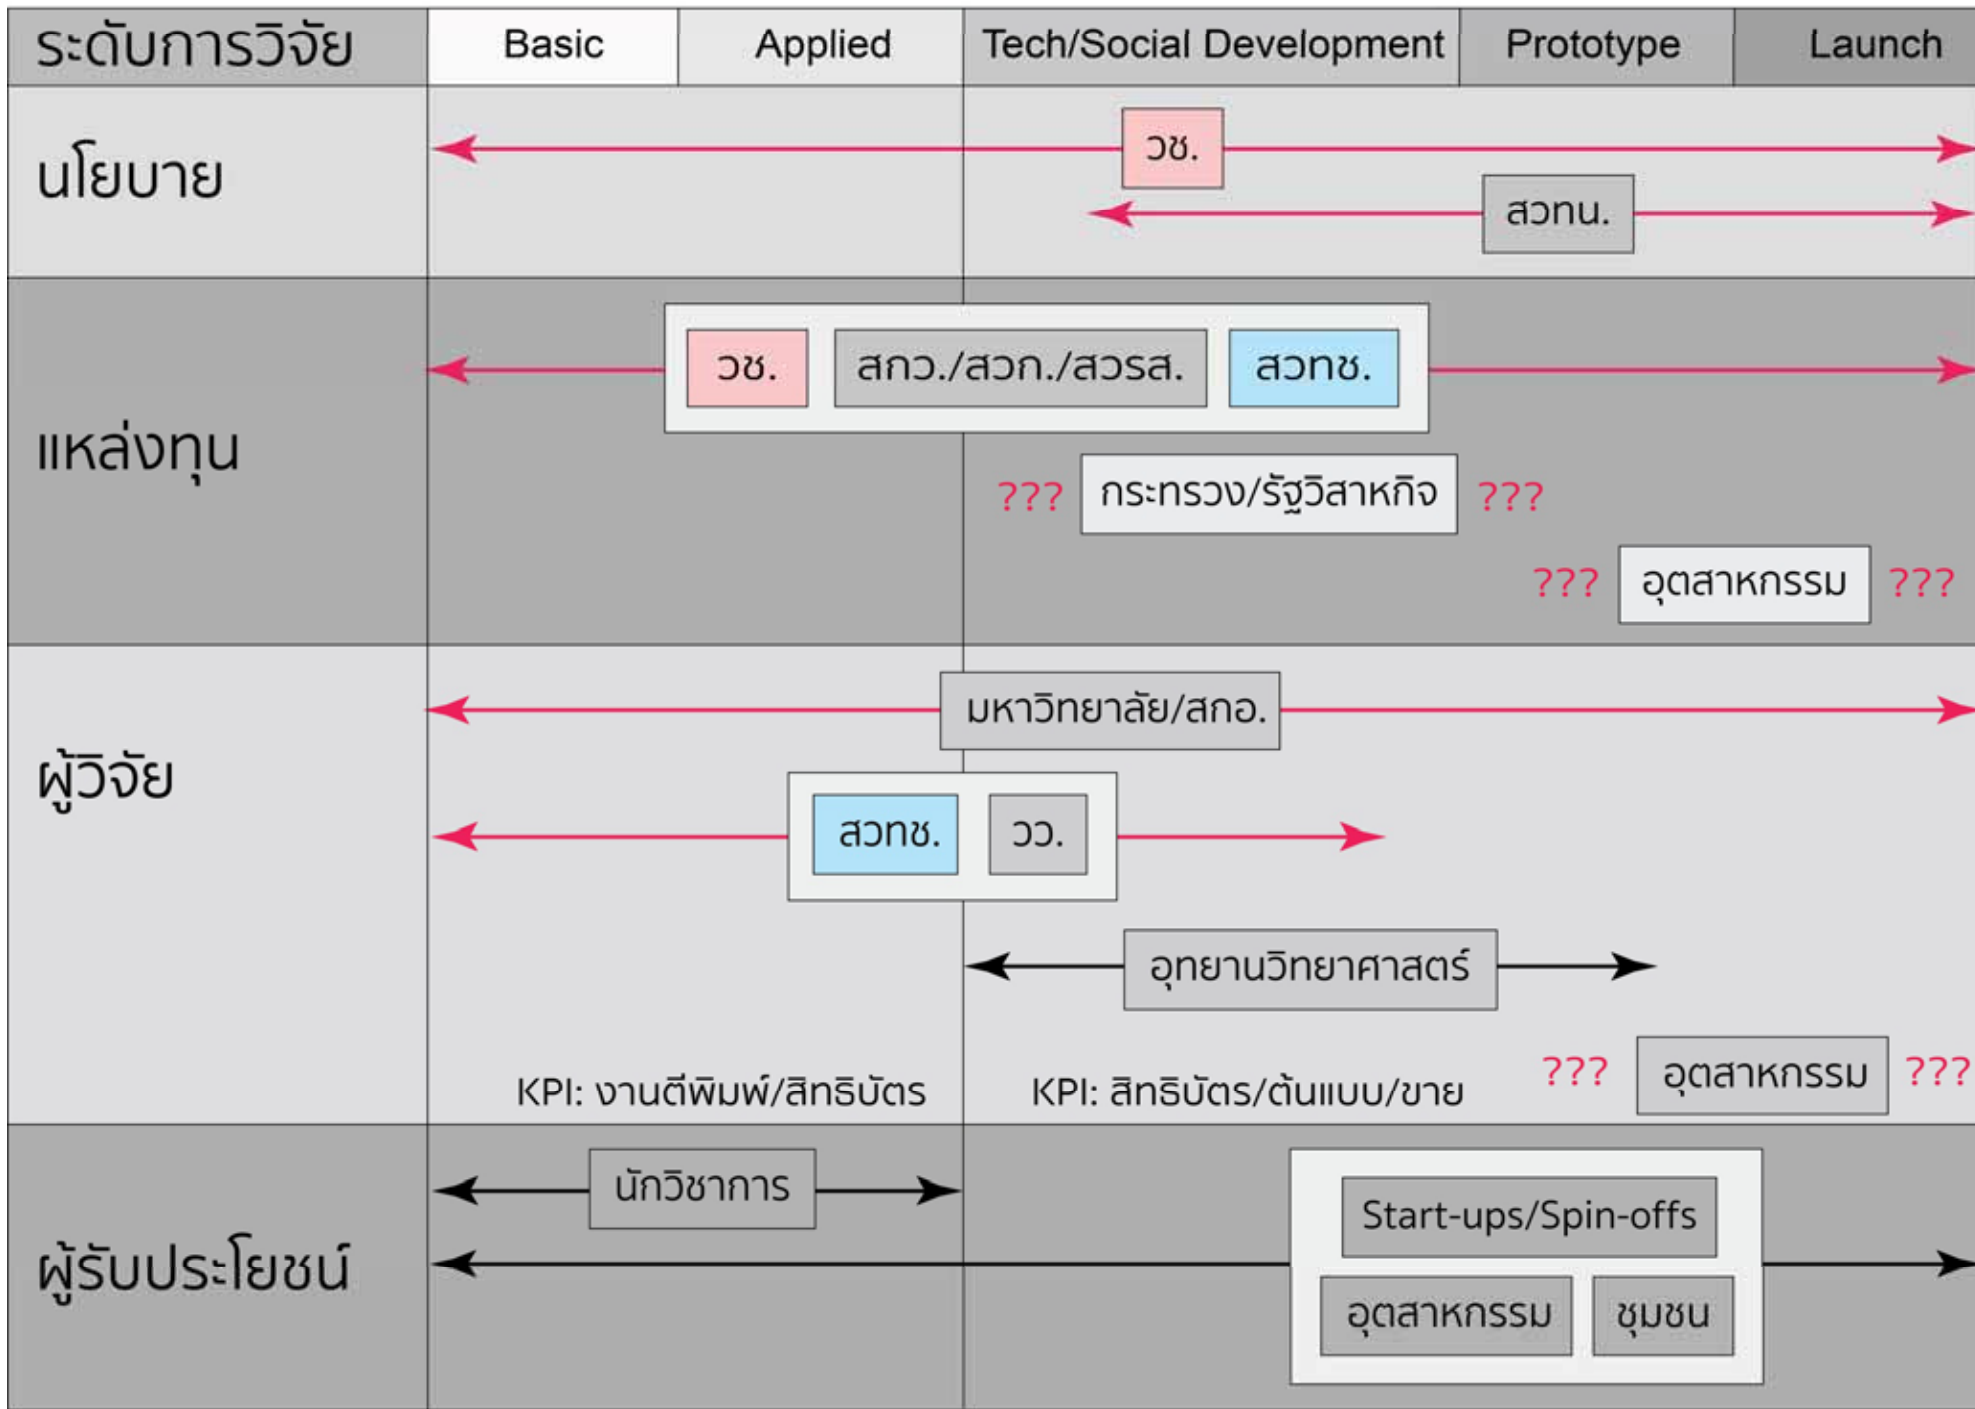 ระดับการวิจัย Basic Applied Tech/Social Development Prototype Launch
นโยบาย
วช.
สวทน.
แหล่งทุน
วช. สกว./สวก./สวรส. สวทช.
??? กระทรวง/รัฐวิสาหกิจ ???
??? อุตสาหกรรม ???
ผู้วิจัย
มหาวิทยาลัย/สกอ.
สวทช. วว.
อุทยานวิทยาศาสตร์
??? อุตสาหกรรม ???
KPI: งานตีพิมพ์/สิทธิบัตร KPI: สิทธิบัตร/ต้นแบบ/ขาย
ผู้รับประโยชน์
นักวิชาการ
Start-ups/Spin-offs
อุตสาหกรรม ชุมชน